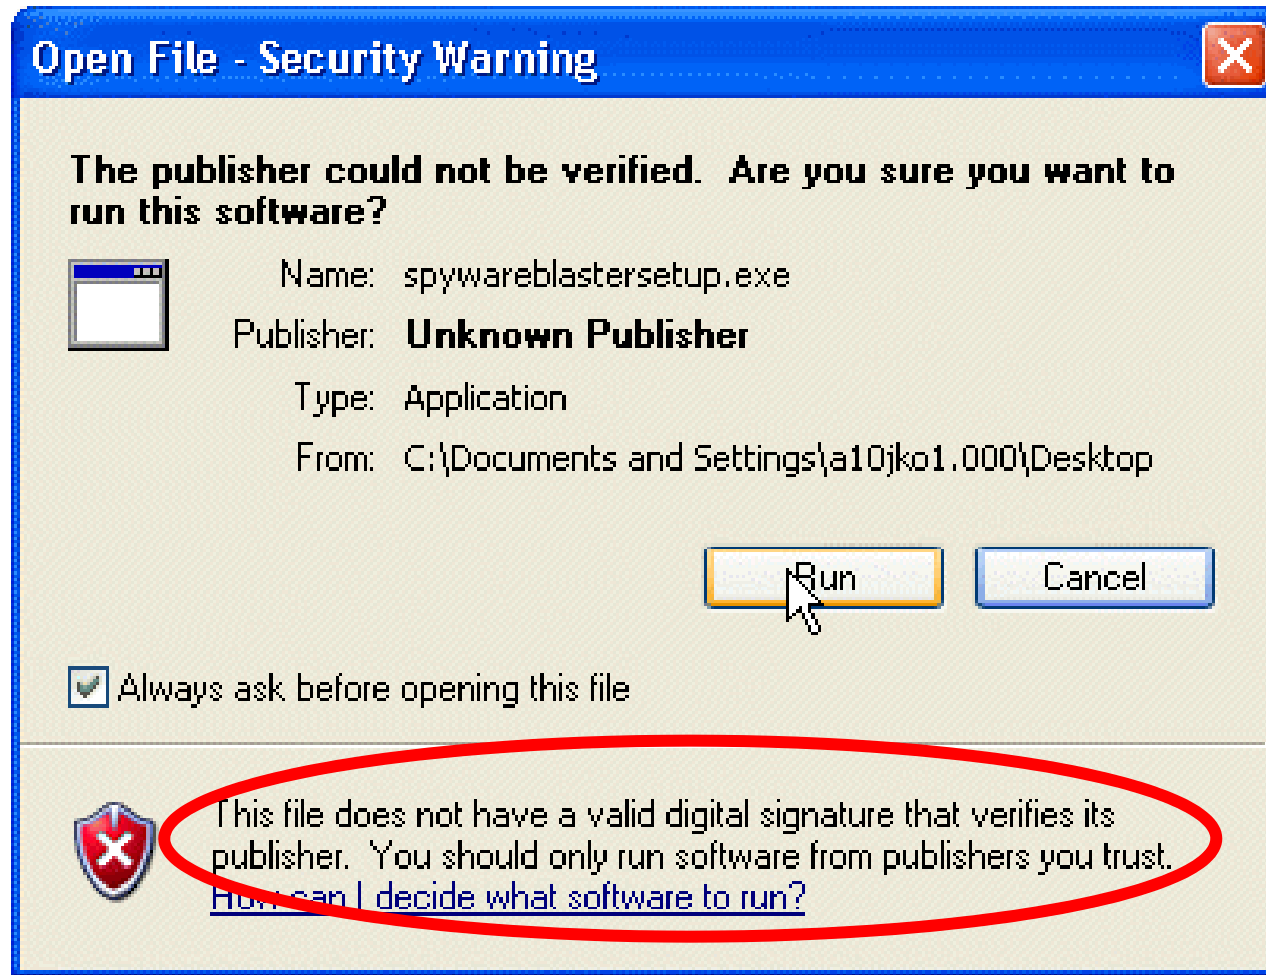 Open File - Security Warning
The publisher could not be verified.  Are you sure you want to
run this software?
Name: spywareblastersetup.exe
Publisher: Unknown Publisher
Type: Application
From: C:\Documents and Settings\a10jko1.000\Desktop
Run Cancel
Always ask before opening this file
This file does not have a valid digital signature that verifies its
publisher.  You should only run software from publishers you trust.
How can I decide what software to run?